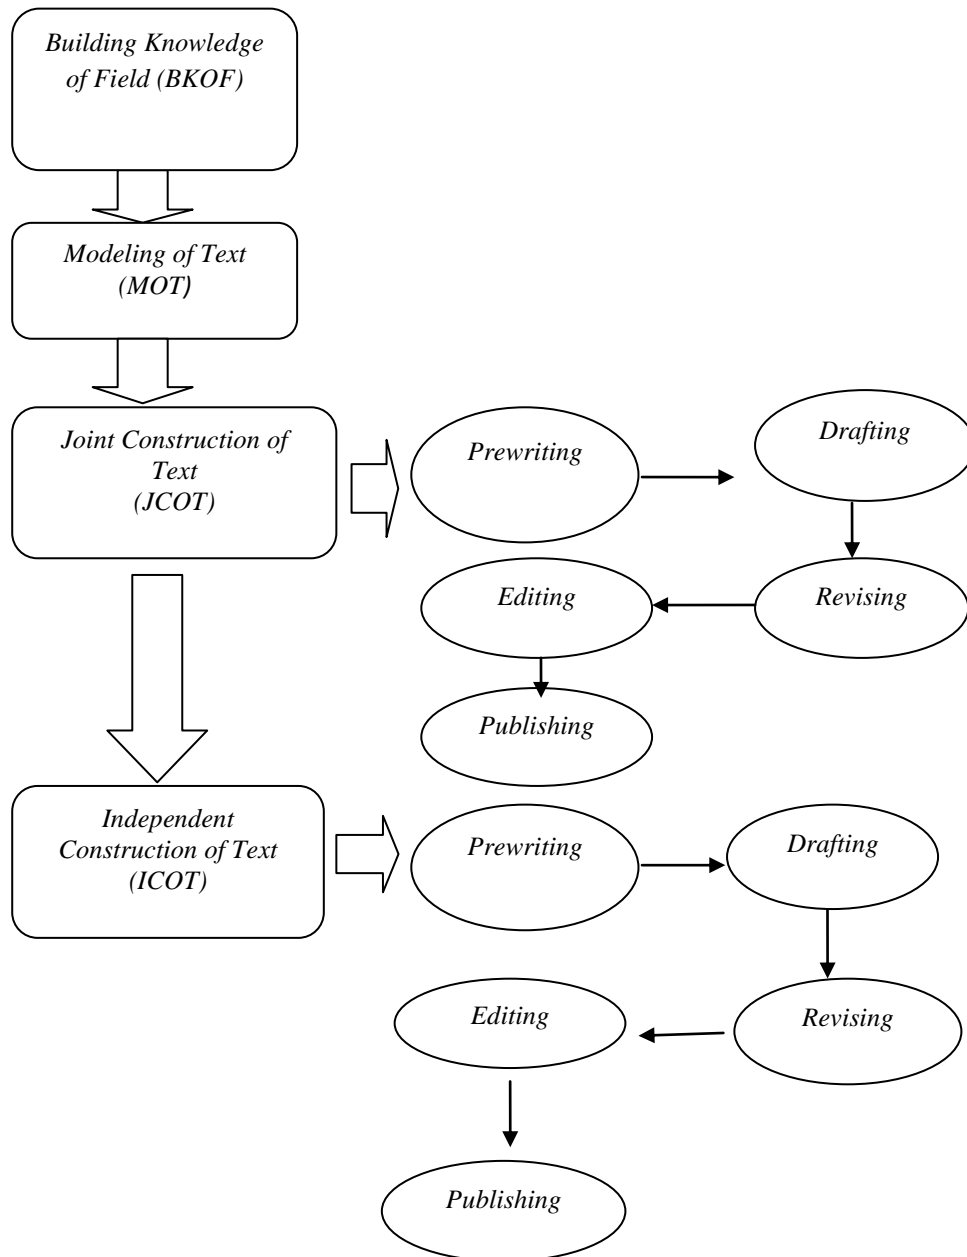 Building Knowledge
of Field (BKOF)
Modeling of Text
(MOT)
Joint Construction of
Text
(JCOT)
Prewriting
Drafting
Editing
Revising
Publishing
Independent
Construction of Text
(ICOT)
Prewriting
Drafting
Editing
Revising
Publishing